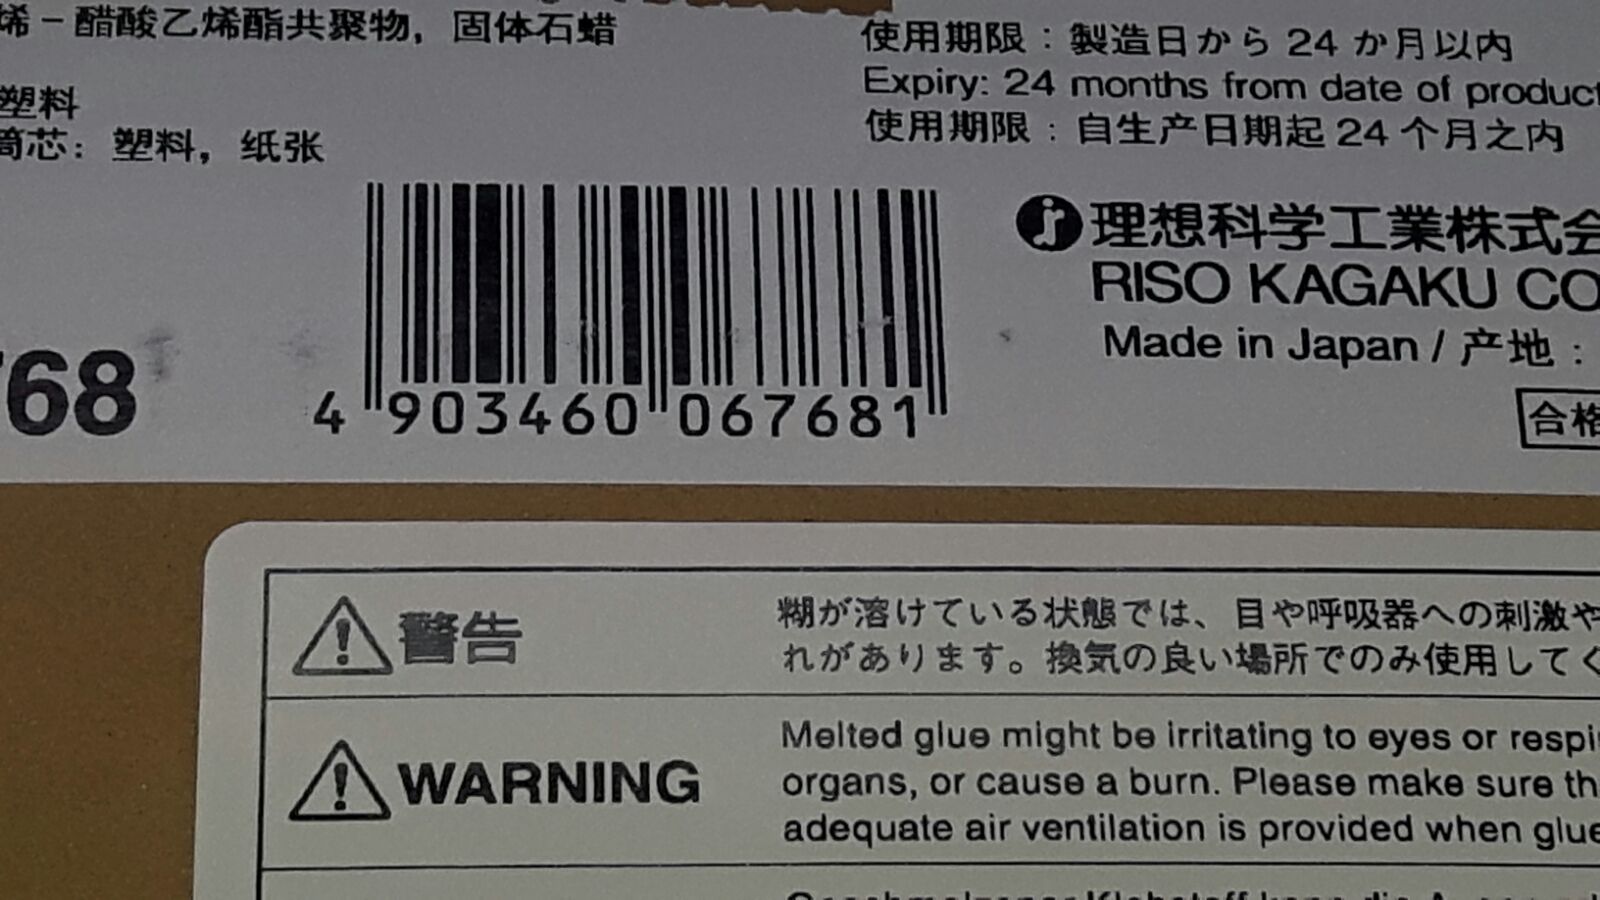 烯－醋酸乙烯酯共聚物，固体石蜡
塑料
筒芯：塑料，纸张
68
4 903460 067681
使用期限：製造日から 24 か月以内
Expiry: 24 months from date of product
使用期限：自生产日期起 24 个月之内
理想科学工業株式会
RISO KAGAKU CO
Made in Japan / 产地：
合格
警告
糊が溶けている状態では、目や呼吸器への刺激や
れがあります。換気の良い場所でのみ使用してく
WARNING
Melted glue might be irritating to eyes or respi
organs, or cause a burn. Please make sure th
adequate air ventilation is provided when glue